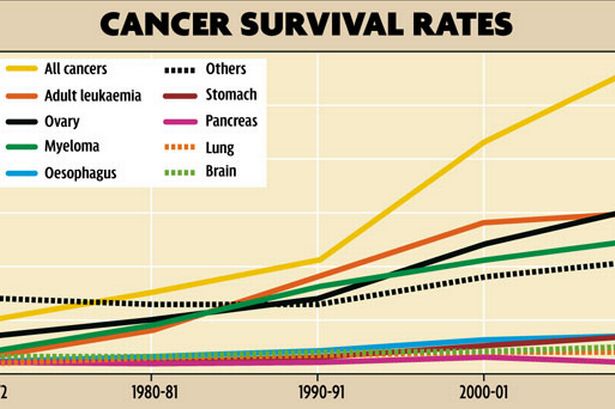 CANCER SURVIVAL RATES
All cancers
Adult leukaemia
Ovary
Myeloma
Oesophagus
Others
Stomach
Pancreas
Lung
Brain
2 1980-81 1990-91 2000-01